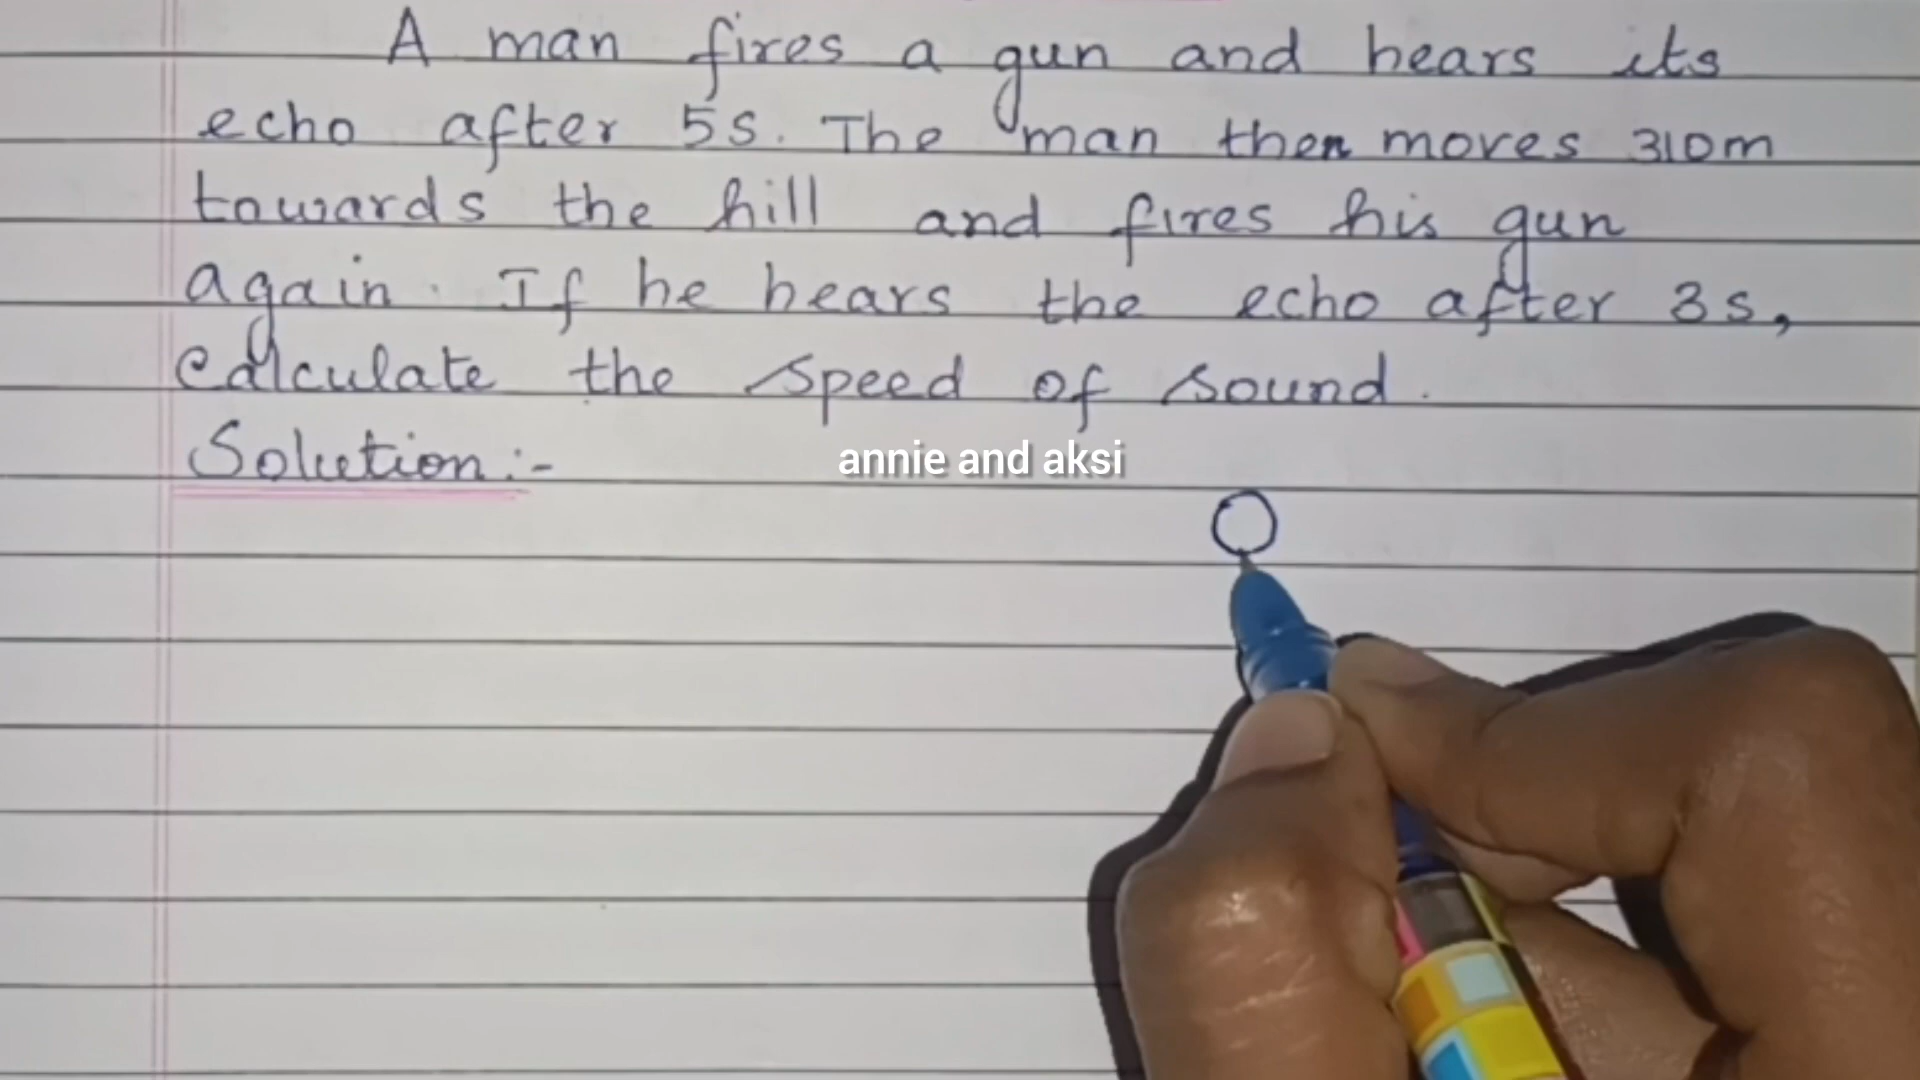 A man fires a gun and hears its
echo after 5s. The man then moves 310m
towards the hill and fires his gun
again. If he hears the echo after 3s,
Calculate the speed of sound.
Solution:-
annie and aksi